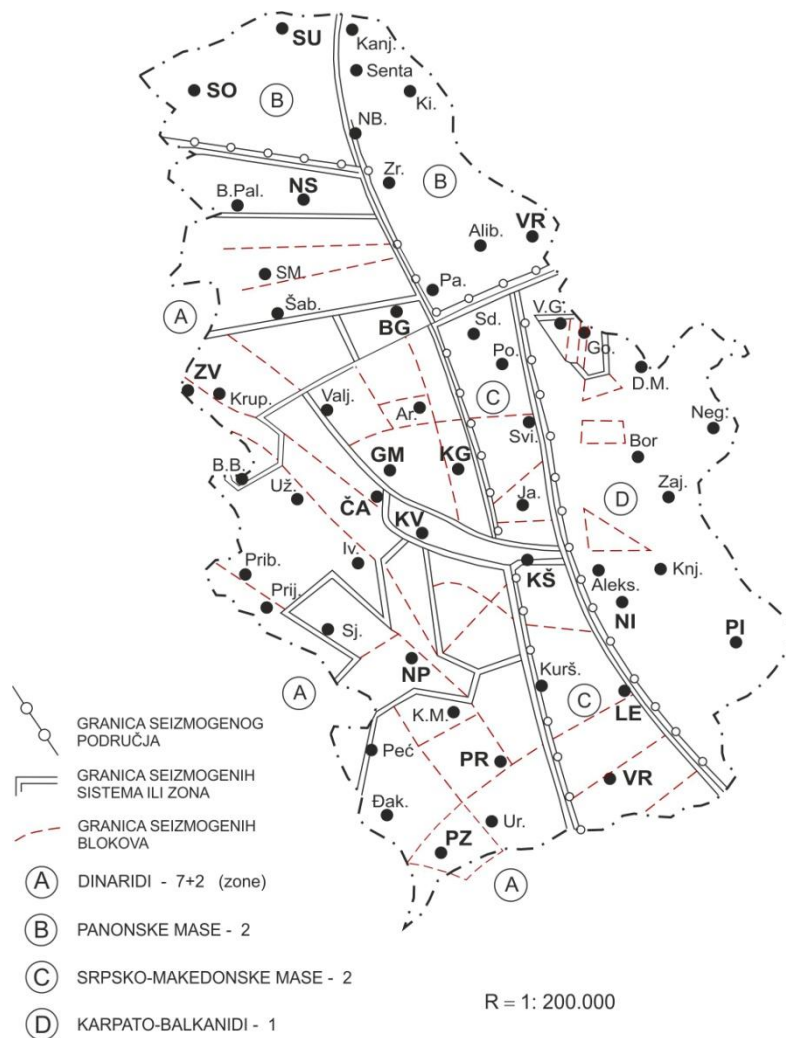 SU
Kanj.
Senta
SO
B
Ki.
NB.
Zr.
B
B.Pal.
NS
VR
Alib.
SM.
Pa.
A
Šab.
BG
Sd.
V.G.
Go.
Po.
D.M.
ZV
Krup.
Valj.
Ar.
C
Neg.
Svi.
Bor
GM
KG
B.B.
Už.
ČA
Ja.
Zaj.
D
KV
Iv.
KŠ
Prib.
Aleks.
Knj.
Prij.
NI
Sj.
PI
NP
A
Kurš.
C
LE
K.M.
Peć
PR
VR
Đak.
Ur.
PZ
A
GRANICA SEIZMOGENOG
PODRUČJA
GRANICA SEIZMOGENIH
SISTEMA ILI ZONA
GRANICA SEIZMOGENIH
BLOKOVA
A DINARIDI - 7+2 (zone)
B PANONSKE MASE - 2
C SRPSKO-MAKEDONSKE MASE - 2
D KARPATO-BALKANIDI - 1
R = 1: 200.000